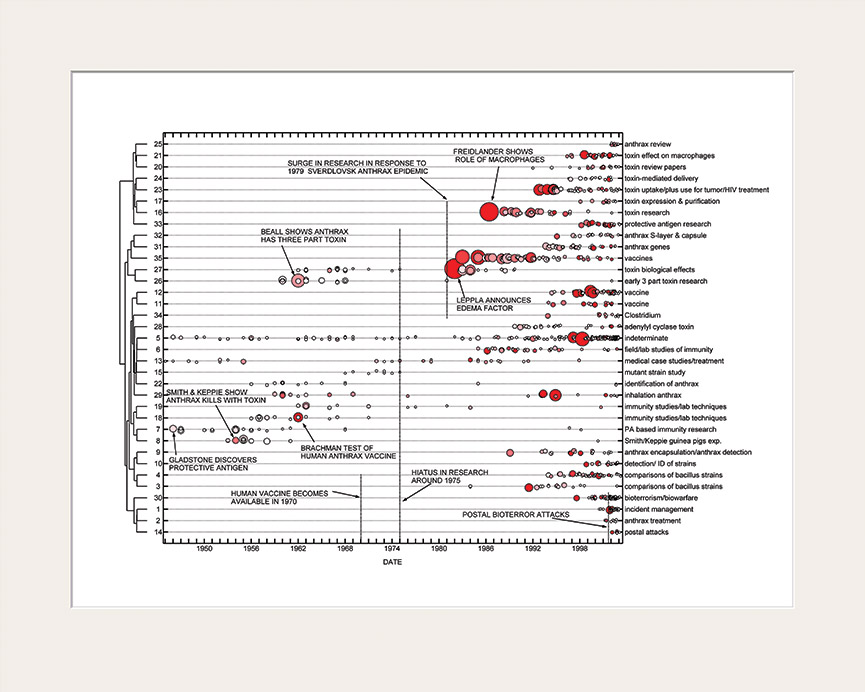 25 anthrax review
21 toxin effect on macrophages
20 toxin review papers
24 toxin-mediated delivery
23 toxin uptake/plus use for tumor/HIV treatment
17 toxin expression & purification
16 toxin research
33 protective antigen research
32 anthrax S-layer & capsule
31 anthrax genes
35 vaccines
27 toxin biological effects
26 early 3 part toxin research
12 vaccine
11 vaccine
34 Clostridium
28 adenylyl cyclase toxin
5 indeterminate
6 field/lab studies of immunity
13 medical case studies/treatment
15 mutant strain study
22 identification of anthrax
29 inhalation anthrax
19 immunity studies/lab techniques
18 immunity studies/lab techniques
7 PA based immunity research
8 Smith/Keppie guinea pigs exp.
9 anthrax encapsulation/anthrax detection
10 detection/ ID of strains
4 comparisons of bacillus strains
3 comparisons of bacillus strains
30 bioterrorism/biowarfare
1 incident management
2 anthrax treatment
14 postal attacks
FREIDLANDER SHOWS
ROLE OF MACROPHAGES
SURGE IN RESEARCH IN RESPONSE TO
1979 SVERDLOVSK ANTHRAX EPIDEMIC
BEALL SHOWS ANTHRAX
HAS THREE PART TOXIN
LEPPLA ANNOUNCES
EDEMA FACTOR
SMITH & KEPPIE SHOW
ANTHRAX KILLS WITH TOXIN
BRACHMAN TEST OF
HUMAN ANTHRAX VACCINE
GLADSTONE DISCOVERS
PROTECTIVE ANTIGEN
HIATUS IN RESEARCH
AROUND 1975
HUMAN VACCINE BECOMES
AVAILABLE IN 1970
POSTAL BIOTERROR ATTACKS
1950 1956 1962 1968 1974 1980 1986 1992 1998
DATE